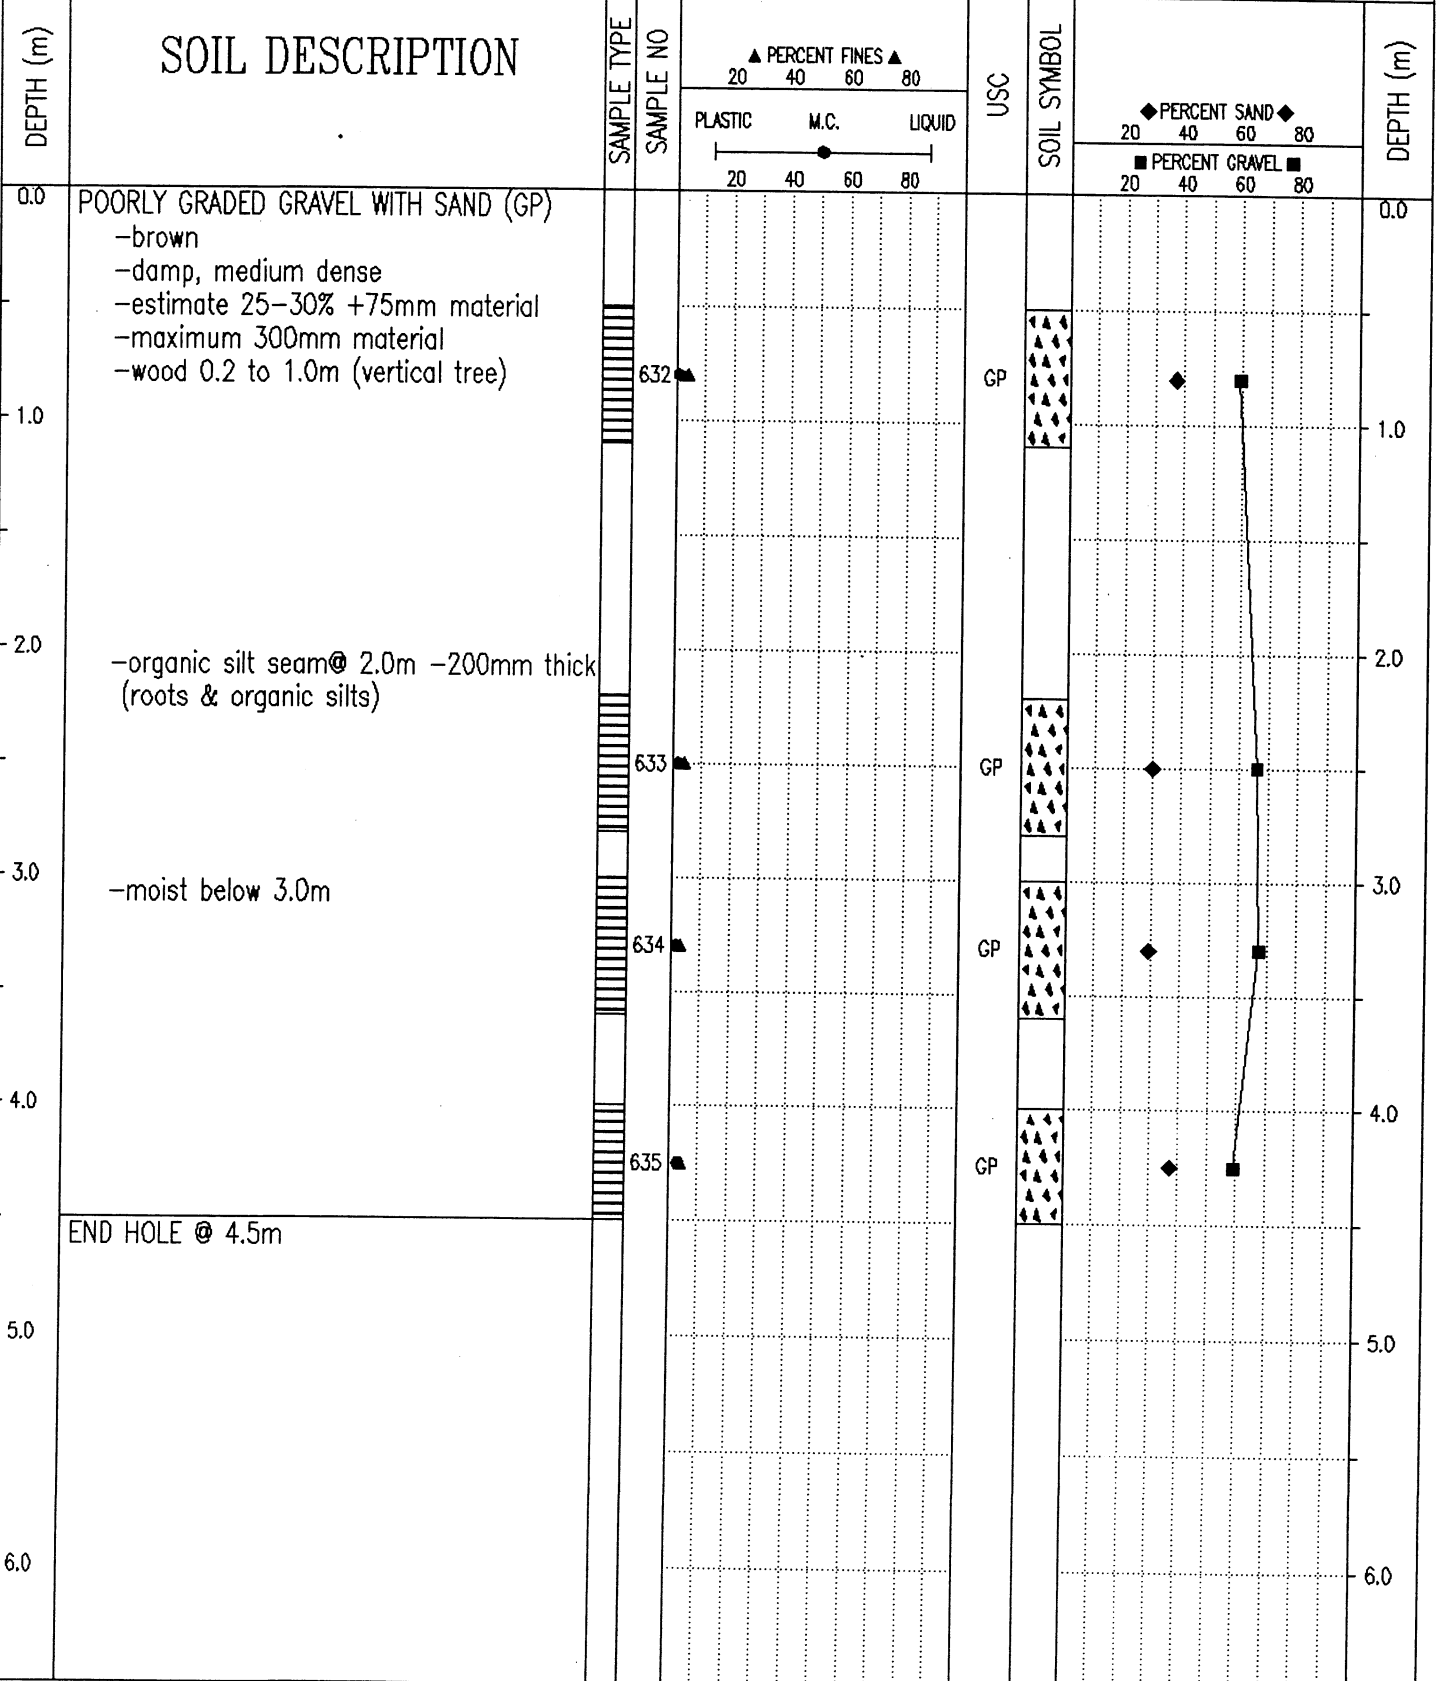 DEPTH (m)
SOIL DESCRIPTION
SAMPLE TYPE
SAMPLE NO
▲ PERCENT FINES ▲
20 40 60 80
PLASTIC M.C. LIQUID
20 40 60 80
USC
SOIL SYMBOL
◆ PERCENT SAND ◆
20 40 60 80
■ PERCENT GRAVEL ■
20 40 60 80
DEPTH (m)
0.0
POORLY GRADED GRAVEL WITH SAND (GP)
0.0
-brown
-damp, medium dense
-estimate 25-30% +75mm material
-maximum 300mm material
-wood 0.2 to 1.0m (vertical tree)
632
GP
1.0
1.0
2.0
2.0
-organic silt seam@ 2.0m -200mm thick
(roots & organic silts)
633
GP
3.0
3.0
-moist below 3.0m
634
GP
4.0
4.0
635
GP
END HOLE @ 4.5m
5.0
5.0
6.0
6.0